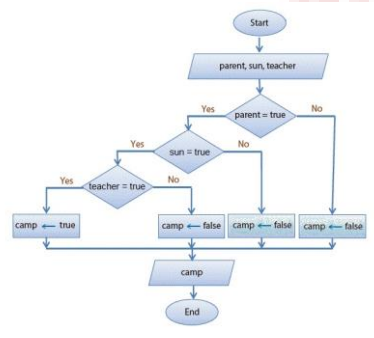 Start
parent, sun, teacher
Yes
parent = true
No
Yes
sun = true
No
Yes
teacher = true
No
camp ← true
camp ← false
camp ← false
camp ← false
camp
End